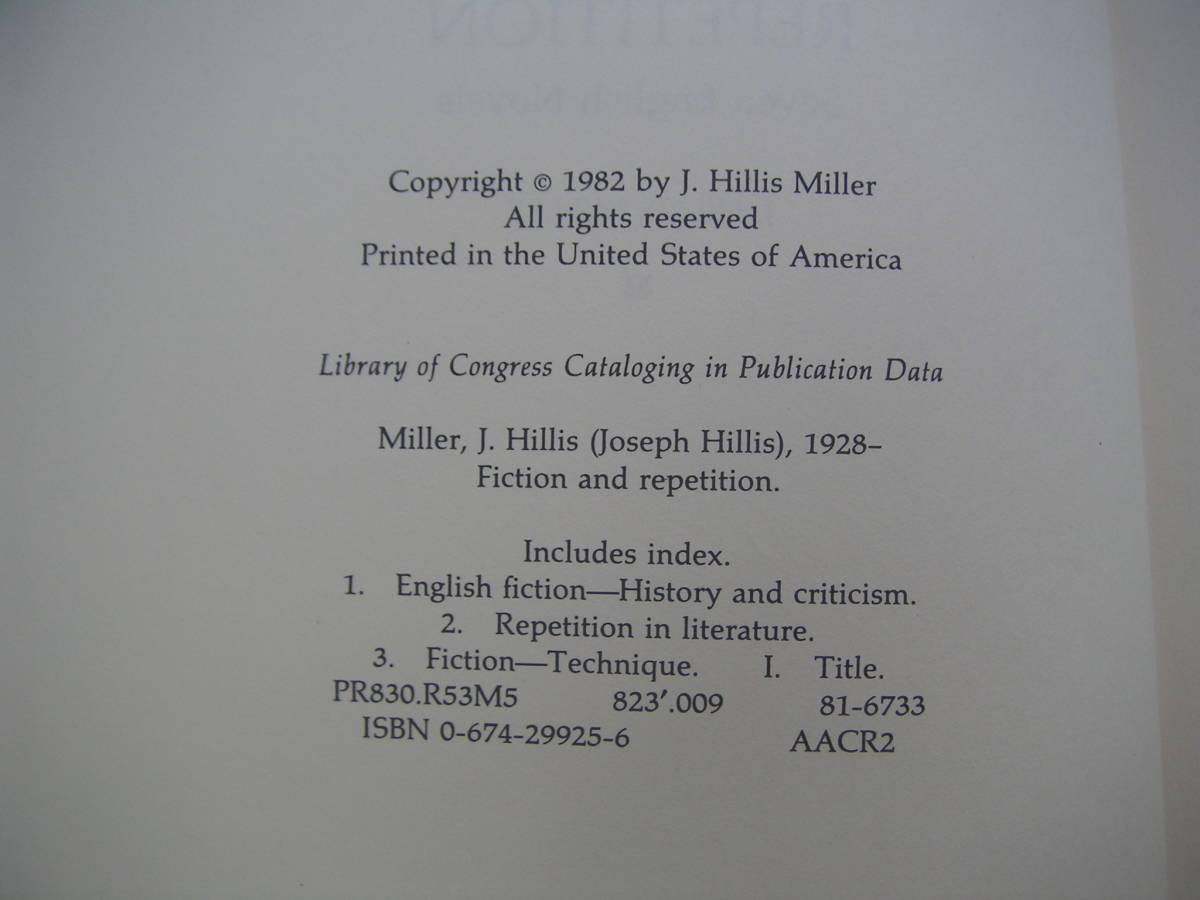 Copyright © 1982 by J. Hillis Miller
All rights reserved
Printed in the United States of America
Library of Congress Cataloging in Publication Data
Miller, J. Hillis (Joseph Hillis), 1928–
Fiction and repetition.
Includes index.
1. English fiction—History and criticism.
2. Repetition in literature.
3. Fiction—Technique. I. Title.
PR830.R53M5 823′.009 81-6733
ISBN 0-674-29925-6 AACR2